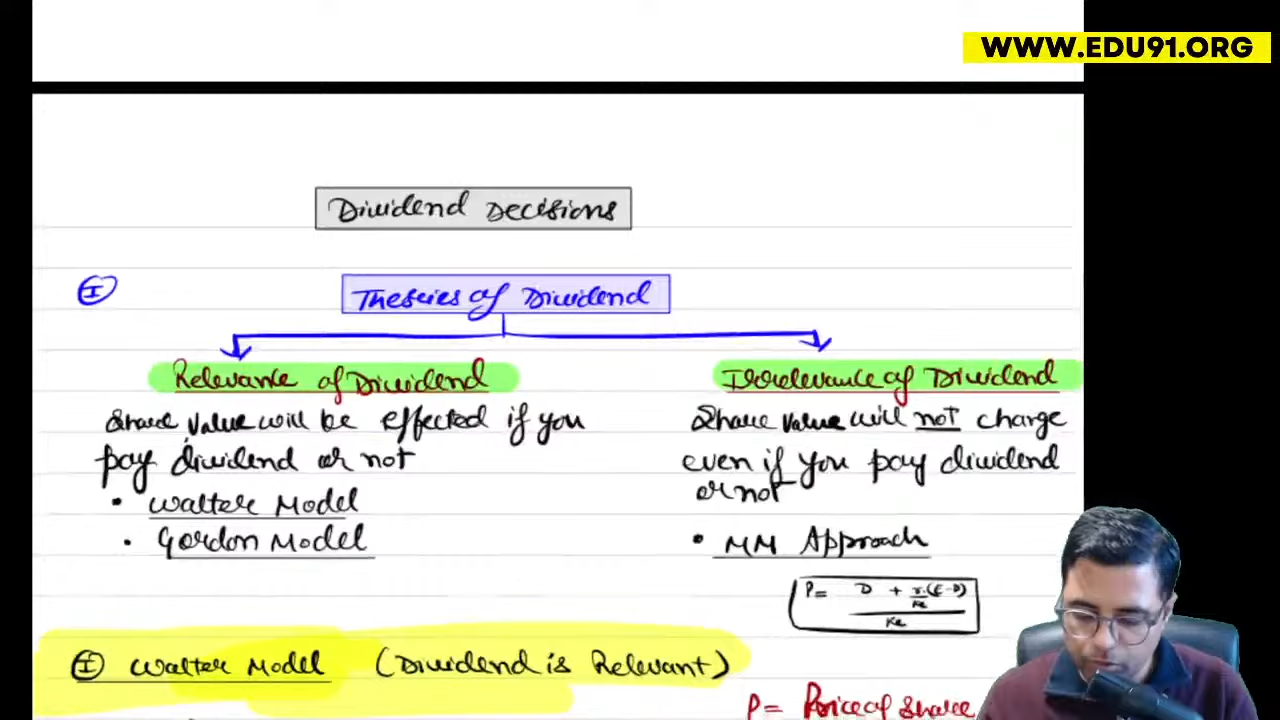 WWW.EDU91.ORG
Dividend Decisions
I
Theories of Dividend
Relevance of Dividend
Irrelevance of Dividend
Share value will be effected if you
pay dividend or not
• Walter Model
• Gordon Model
Share value will not change
even if you pay dividend
or not
• MM Approach
P = D + r/Ke (E-D)
Ke
I Walter Model (Dividend is Relevant)
P = Price of Share